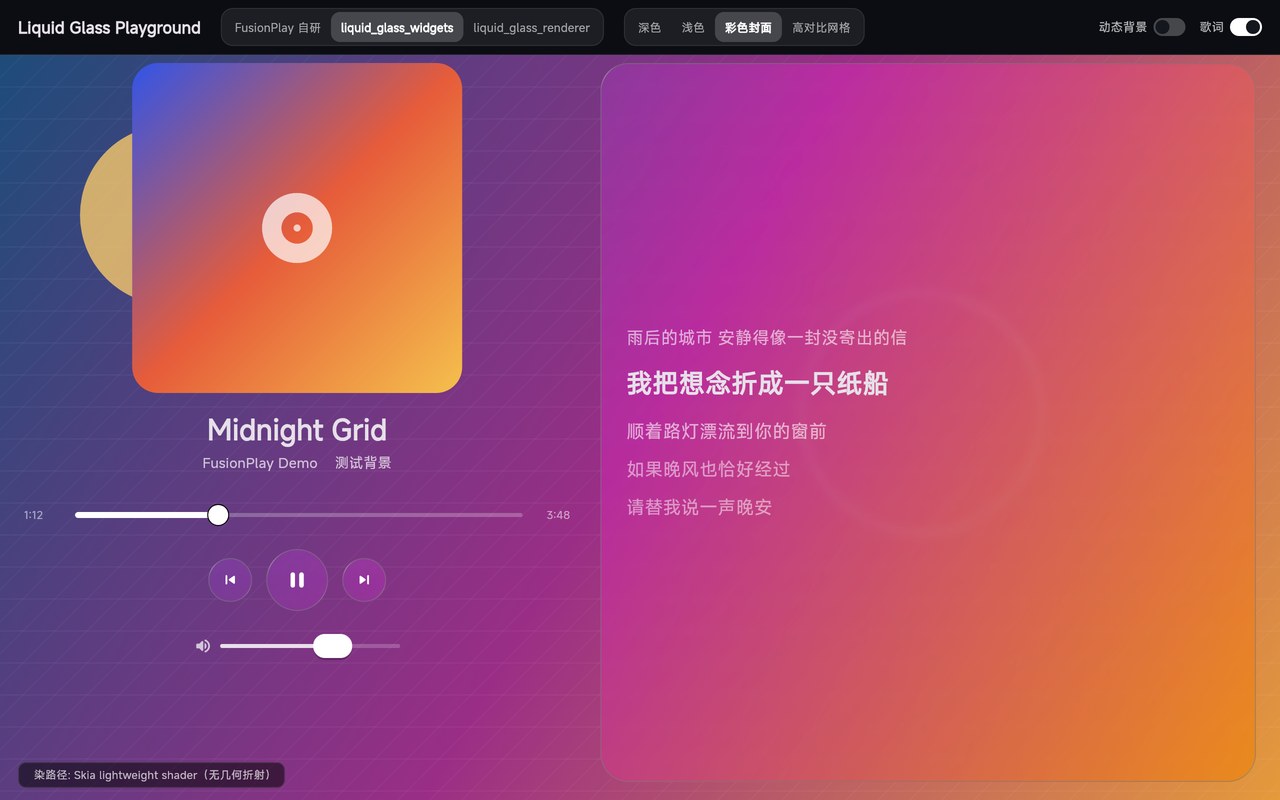 Liquid Glass Playground FusionPlay 自研 liquid_glass_widgets liquid_glass_renderer 深色 浅色 彩色封面 高对比网格 动态背景 歌词
Midnight Grid
FusionPlay Demo 测试背景
1:12 3:48
雨后的城市 安静得像一封没寄出的信
我把想念折成一只纸船
顺着路灯漂流到你的窗前
如果晚风也恰好经过
请替我说一声晚安
染路径: Skia lightweight shader（无几何折射）